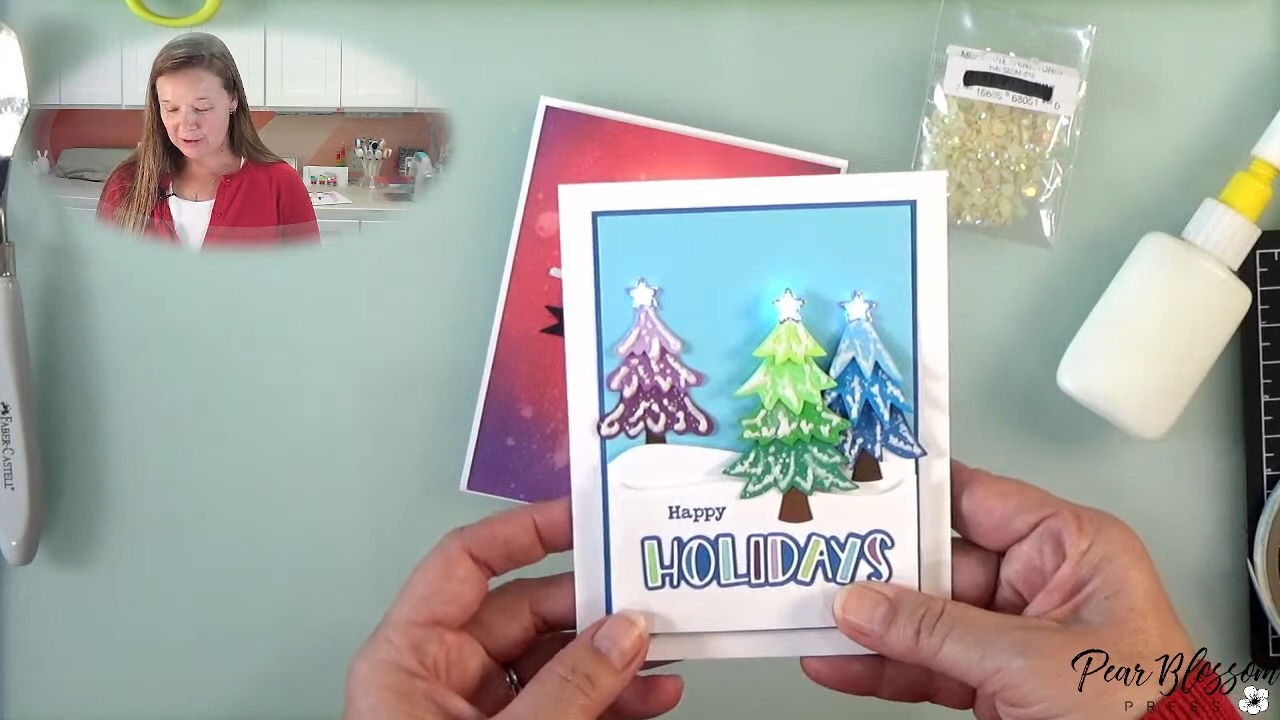 Happy
HOLIDAYS
FABER-CASTELL
Pear Blossom
PRESS